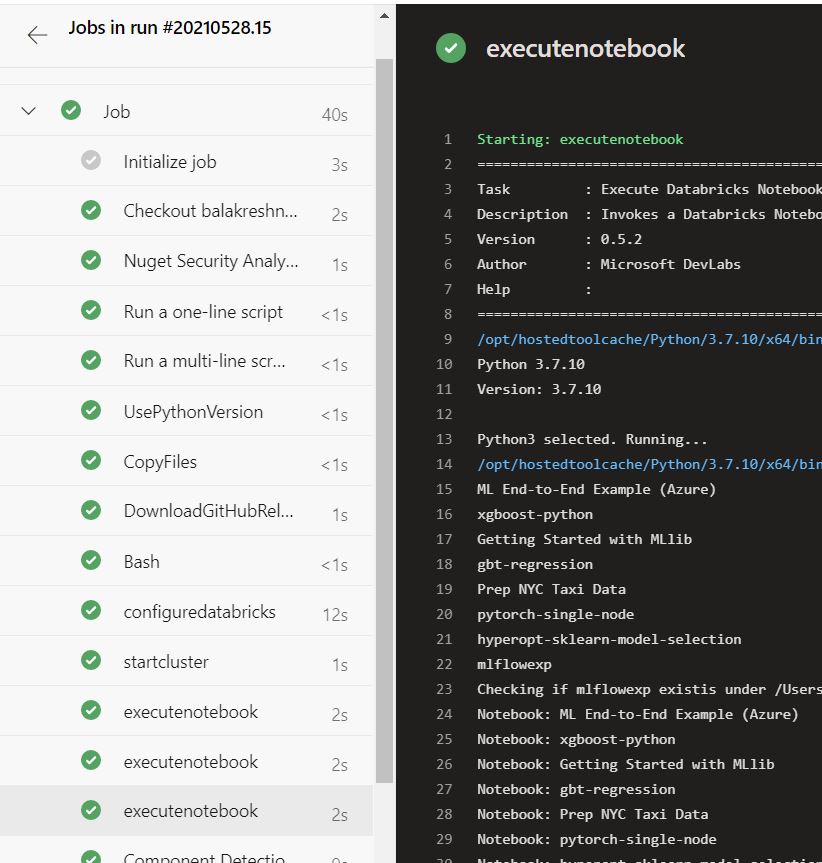 Jobs in run #20210528.15
Job 40s
Initialize job 3s
Checkout balakreshn... 2s
Nuget Security Analy... 1s
Run a one-line script <1s
Run a multi-line scr... <1s
UsePythonVersion <1s
CopyFiles <1s
DownloadGitHubRel... 1s
Bash <1s
configuredatabricks 12s
startcluster 1s
executenotebook 2s
executenotebook 2s
executenotebook 2s
Component Detectio
executenotebook
1 Starting: executenotebook
2 ==========================================
3 Task         : Execute Databricks Notebook
4 Description  : Invokes a Databricks Notebo
5 Version      : 0.5.2
6 Author       : Microsoft DevLabs
7 Help         :
8 ==========================================
9 /opt/hostedtoolcache/Python/3.7.10/x64/bin
10 Python 3.7.10
11 Version: 3.7.10
12
13 Python3 selected. Running...
14 /opt/hostedtoolcache/Python/3.7.10/x64/bin
15 ML End-to-End Example (Azure)
16 xgboost-python
17 Getting Started with MLlib
18 gbt-regression
19 Prep NYC Taxi Data
20 pytorch-single-node
21 hyperopt-sklearn-model-selection
22 mlflowexp
23 Checking if mlflowexp existis under /Users
24 Notebook: ML End-to-End Example (Azure)
25 Notebook: xgboost-python
26 Notebook: Getting Started with MLlib
27 Notebook: gbt-regression
28 Notebook: Prep NYC Taxi Data
29 Notebook: pytorch-single-node
30 Notebook: hyperopt-sklearn-model-selection